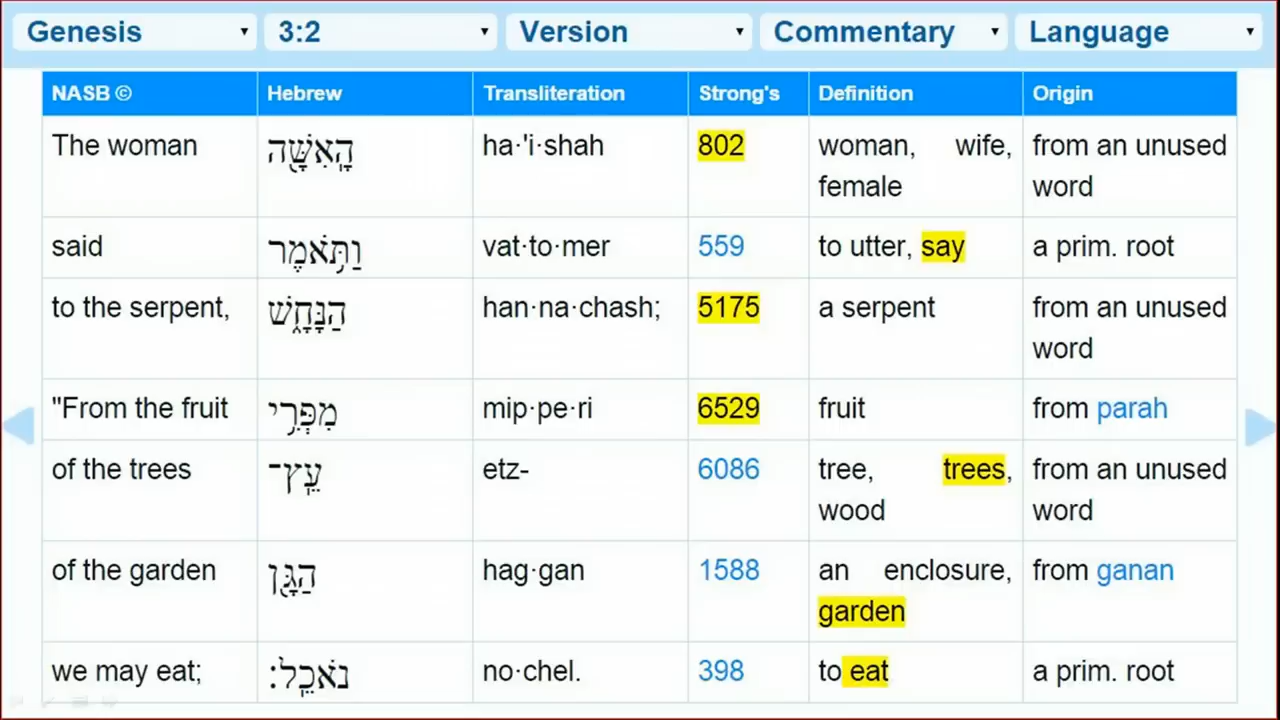 Genesis 3:2 Version Commentary Language
NASB © Hebrew Transliteration Strong's Definition Origin
The woman הָֽאִשָּׁ֖ה ha·'i·shah 802 woman, wife, from an unused
female word
said וַתֹּ֥אמֶר vat·to·mer 559 to utter, say a prim. root
to the serpent, הַנָּחָ֑שׁ han·na·chash; 5175 a serpent from an unused
word
"From the fruit מִפְּרִ֥י mip·pe·ri 6529 fruit from parah
of the trees עֵֽץ־ etz- 6086 tree, trees, from an unused
wood word
of the garden הַגָּ֖ן hag·gan 1588 an enclosure, from ganan
garden
we may eat; נֹאכֵֽל׃ no·chel. 398 to eat a prim. root